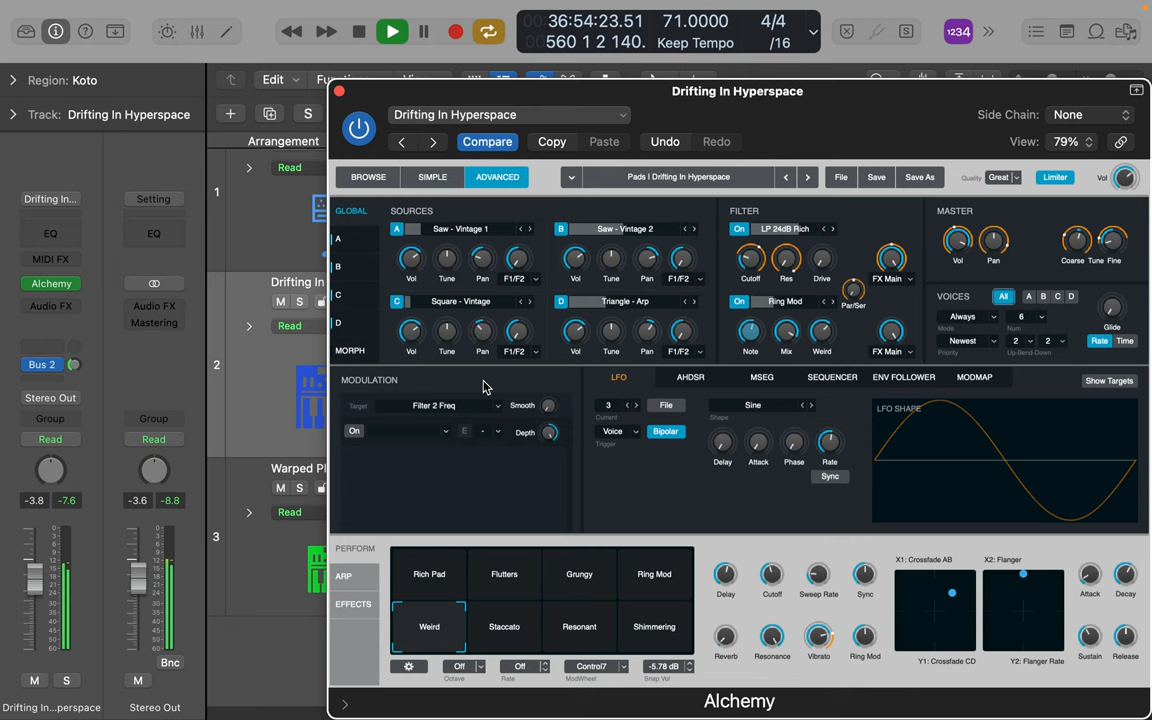 36:54:23.51 71.0000 4/4
560 1 2 140. Keep Tempo /16
1234
Region: Koto
Track: Drifting In Hyperspace
Edit
S
Arrangement
Drifting In...
Setting
EQ
EQ
MIDI FX
Alchemy
Audio FX
Audio FX
Mastering
Bus 2
Stereo Out
Group
Group
Read
Read
-3.8 -7.6
-3.6 -8.8
Bnc
M S
M
Drifting In...perspace
Stereo Out
1
Read
2
Drifting In
M S
Read
3
Warped Pl
M S
Read
Drifting In Hyperspace
Drifting In Hyperspace
Side Chain: None
Compare Copy Paste Undo Redo
View: 79%
BROWSE SIMPLE ADVANCED
Pads | Drifting In Hyperspace
File Save Save As
Quality Great Limiter Vol
GLOBAL
A
B
C
D
MORPH
SOURCES
A Saw - Vintage 1
Vol Tune Pan F1/F2
B Saw - Vintage 2
Vol Tune Pan F1/F2
C Square - Vintage
Vol Tune Pan F1/F2
D Triangle - Arp
Vol Tune Pan F1/F2
FILTER
On LP 24dB Rich
Cutoff Res Drive FX Main
Par/Ser
On Ring Mod
Note Mix Weird FX Main
MASTER
Vol Pan Coarse Tune Fine
VOICES All A B C D
Always 6
Mode Num Glide
Newest 2 2 Rate Time
Priority Up-Bend-Down
MODULATION
Target Filter 2 Freq Smooth
On E - Depth
LFO AHDSR MSEG SEQUENCER ENV FOLLOWER MODMAP
Show Targets
3 File Sine
Current Shape
Voice Bipolar
Trigger
Delay Attack Phase Rate
Sync
LFO SHAPE
PERFORM
ARP
EFFECTS
Rich Pad Flutters Grungy Ring Mod
Weird Staccato Resonant Shimmering
Off Off Control7 -5.78 dB
Octave Rate ModWheel Snap Vol
Delay Cutoff Sweep Rate Sync
Reverb Resonance Vibrato Ring Mod
X1: Crossfade AB X2: Flanger
Y1: Crossfade CD Y2: Flanger Rate
Attack Decay
Sustain Release
Alchemy